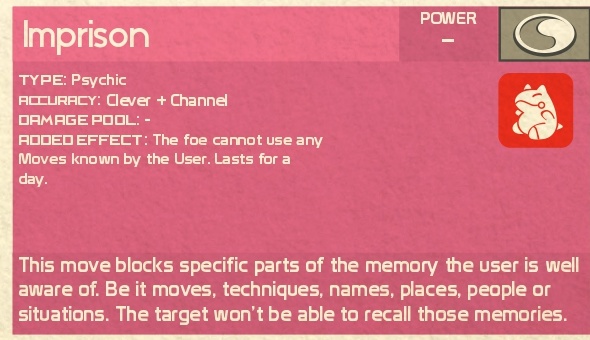 Imprison
POWER
–
TYPE: Psychic
ACCURACY: Clever + Channel
DAMAGE POOL: -
ADDED EFFECT: The foe cannot use any
Moves known by the User. Lasts for a
day.
This move blocks specific parts of the memory the user is well
aware of. Be it moves, techniques, names, places, people or
situations. The target won't be able to recall those memories.